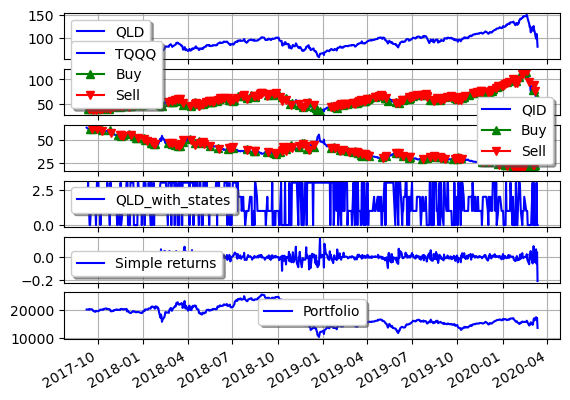 150
100
QLD
TQQQ
Buy
Sell
100
50
QID
Buy
Sell
50
25
2.5
0.0
QLD_with_states
0.0
−0.2
Simple returns
20000
10000
Portfolio
2017-10
2018-01
2018-04
2018-07
2018-10
2019-01
2019-04
2019-07
2019-10
2020-01
2020-04